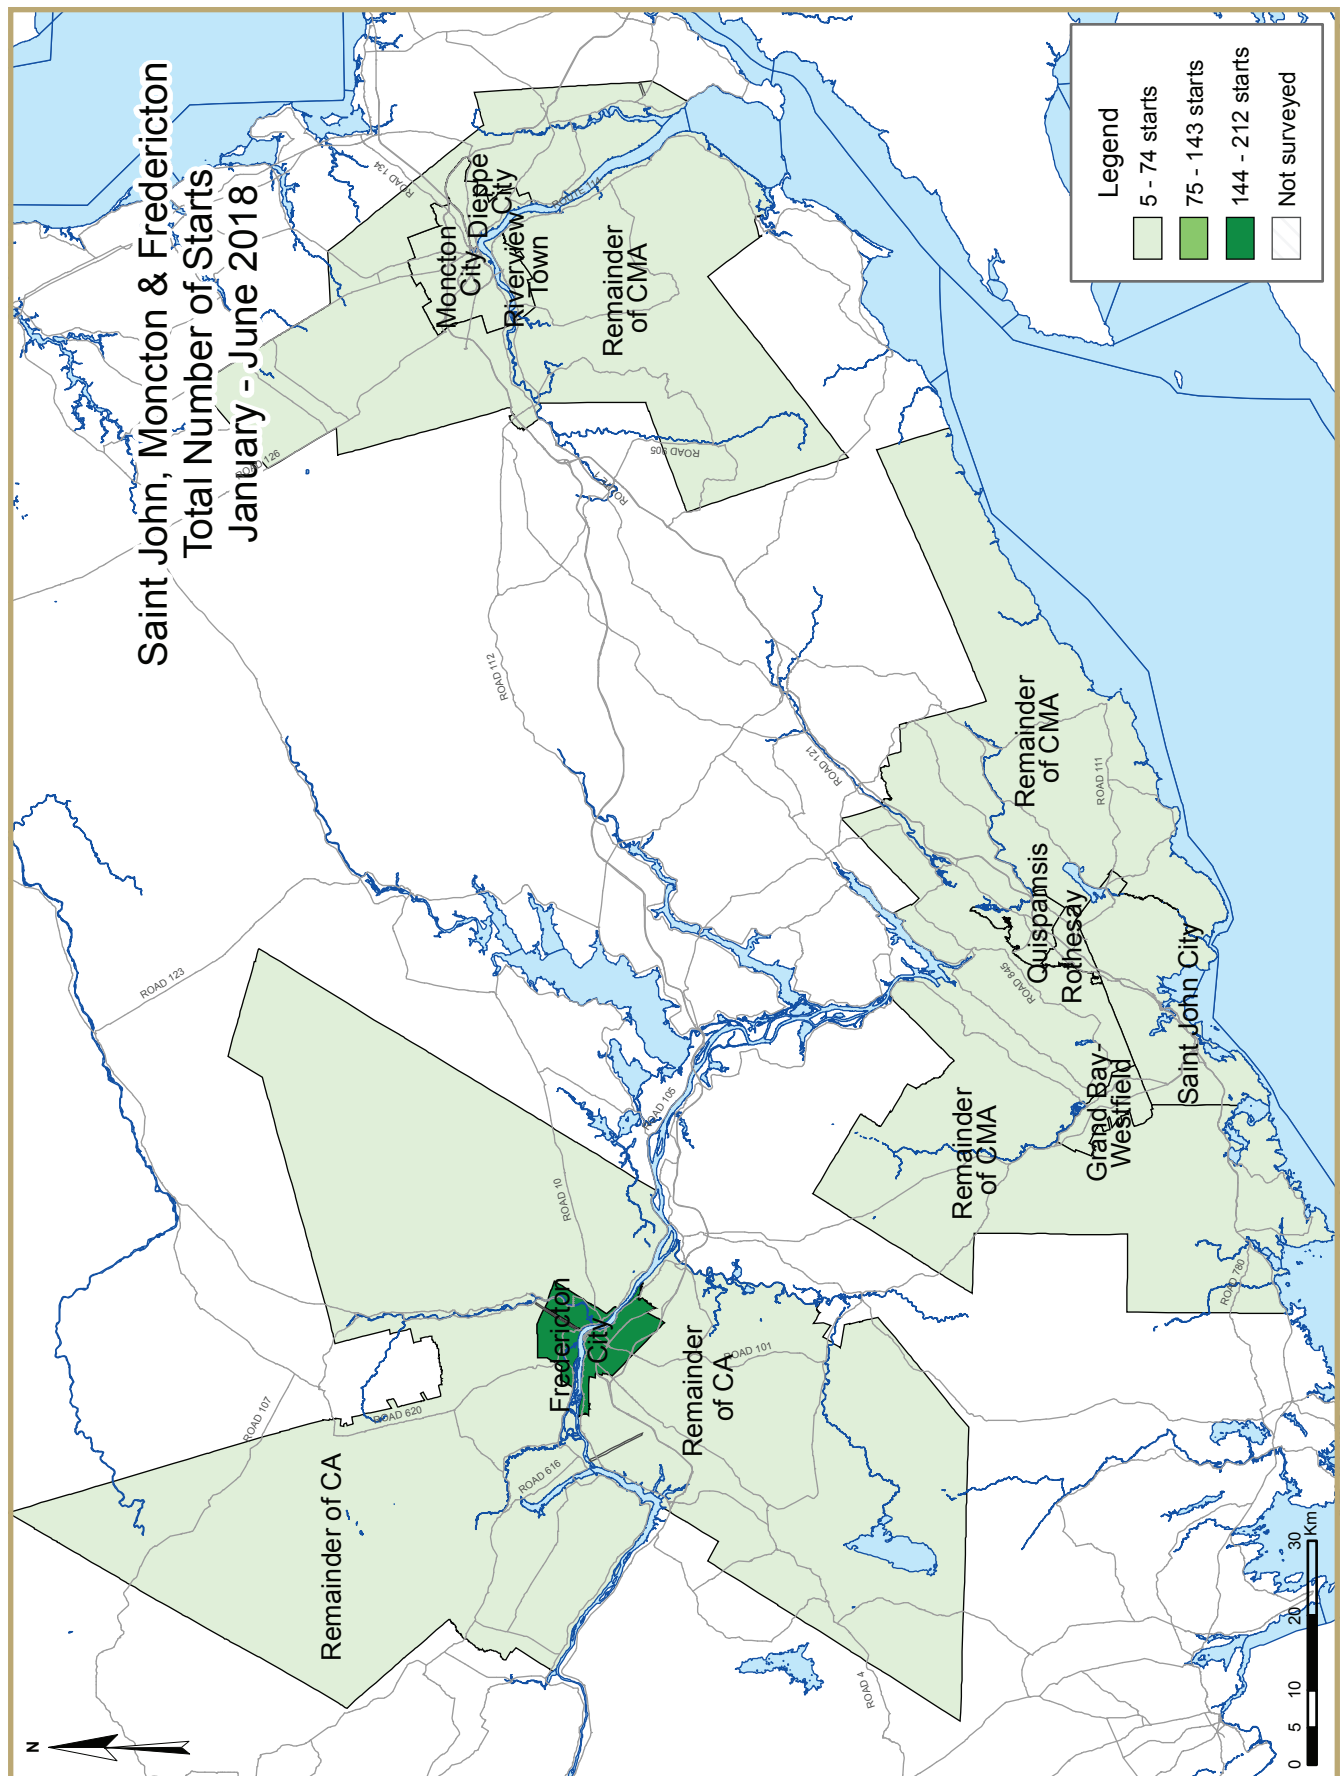 Saint John, Moncton & Fredericton
Total Number of Starts
January - June 2018
Legend
5 - 74 starts
75 - 143 starts
144 - 212 starts
Not surveyed
N
Remainder of CA
Fredericton
City
Remainder
of CA
Remainder
of CMA
Grand Bay-
Westfield
Saint John City
Quispamsis
Rothesay
Remainder
of CMA
Moncton
City
Dieppe
City
Riverview
Town
Remainder
of CMA
ROAD 134
ROUTE 114
ROAD 126
ROAD 905
ROUTE 1
ROAD 112
ROAD 121
ROAD 111
ROAD 845
ROAD 123
ROAD 105
ROAD 10
ROAD 107
ROAD 620
ROAD 616
ROAD 101
ROAD 780
ROAD 4
0 5 10 20 30
Km